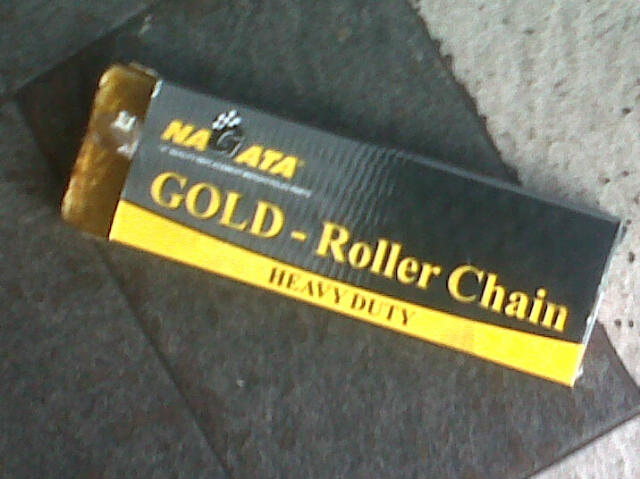 NAGATA
GOLD - Roller Chain
HEAVY DUTY